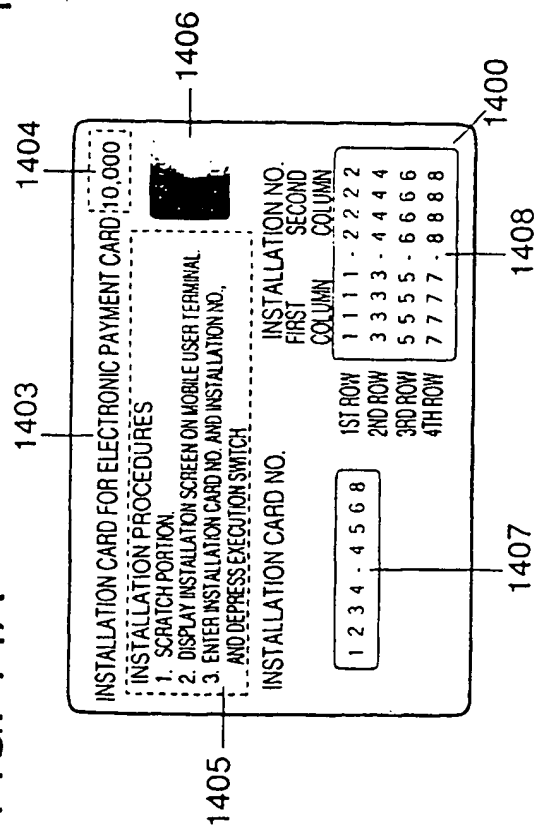 1403
1404
1406
INSTALLATION CARD FOR ELECTRONIC PAYMENT CARD 10,000
INSTALLATION PROCEDURES
1. SCRATCH PORTION.
2. DISPLAY INSTALLATION SCREEN ON MOBILE USER TERMINAL.
3. ENTER INSTALLATION CARD NO. AND INSTALLATION NO.,
AND DEPRESS EXECUTION SWITCH
1405
INSTALLATION CARD NO.
1 2 3 4 - 4 5 6 8
INSTALLATION NO.
FIRST COLUMN
SECOND COLUMN
1ST ROW 1 1 1 1 - 2 2 2 2
2ND ROW 3 3 3 3 - 4 4 4 4
3RD ROW 5 5 5 5 - 6 6 6 6
4TH ROW 7 7 7 7 - 8 8 8 8
1400
1407
1408